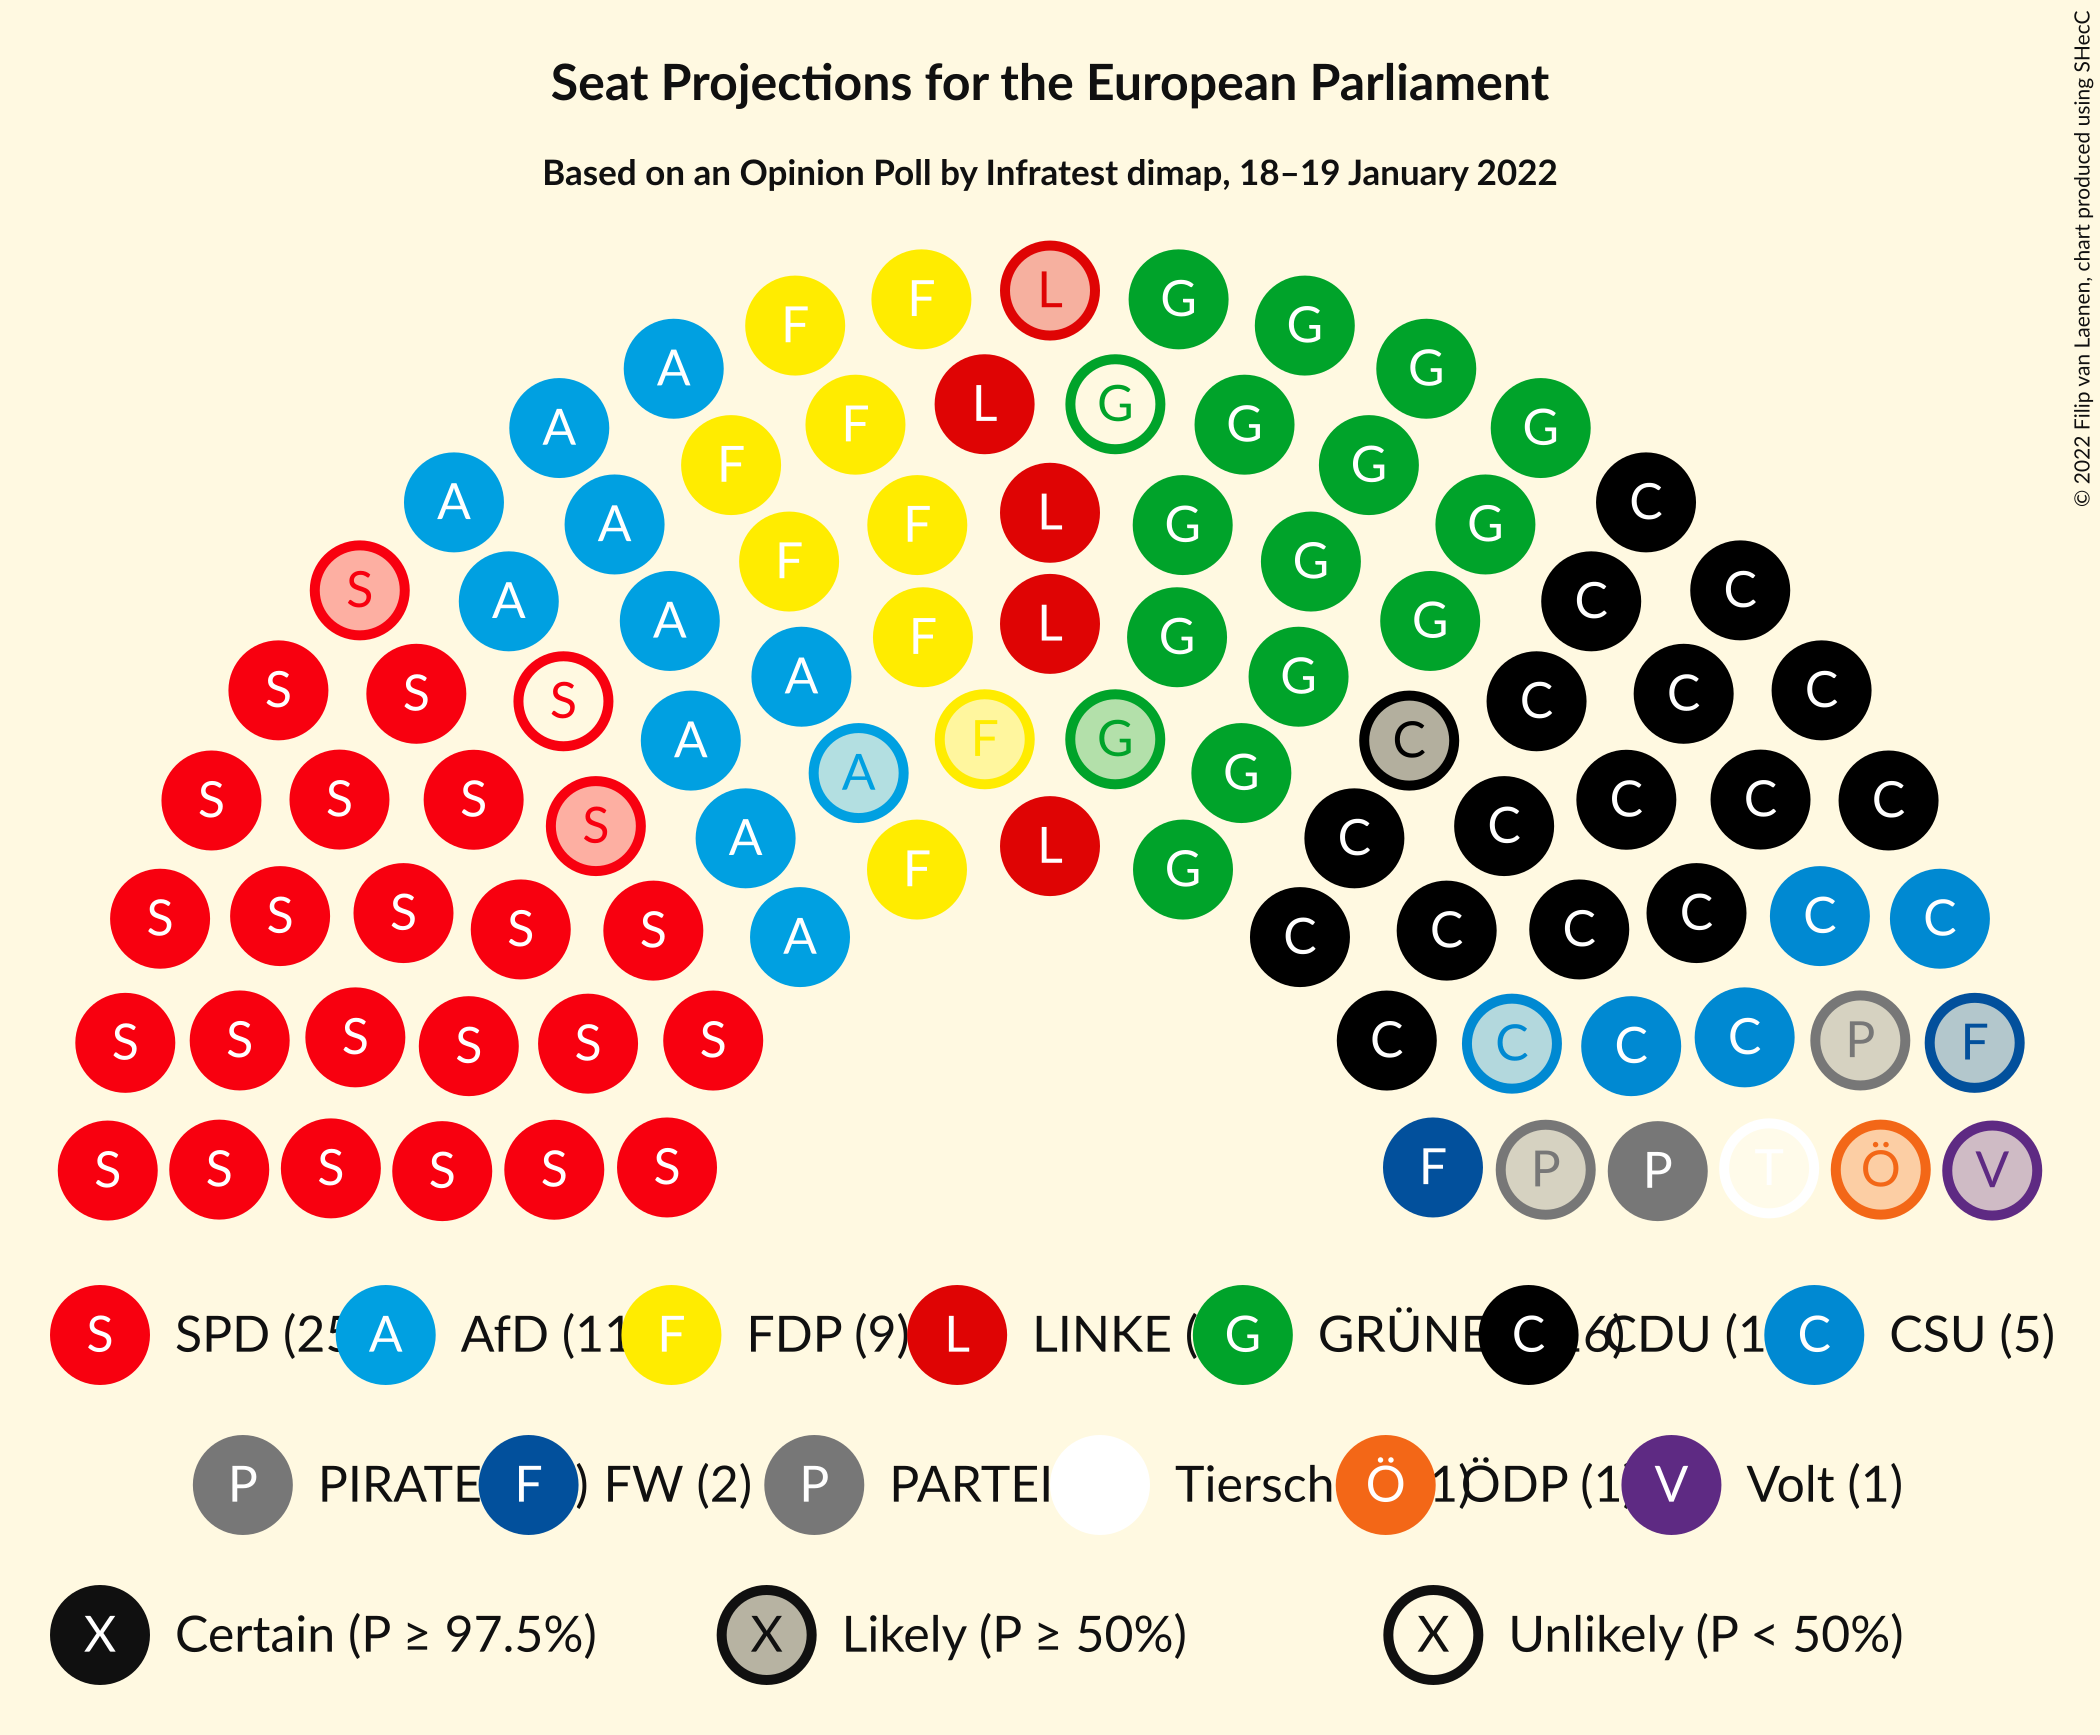 Seat Projections for the European Parliament
Based on an Opinion Poll by Infratest dimap, 18–19 January 2022
© 2022 Filip van Laenen, chart produced using SHecC
L
F F G G
A F F L G G G G
A F G G
A A F F L G G G C
S A A F L G G G C C
S S S A A F G G C C C C
S S S S A A F L G G C C C C C C
S S S S S A C C C C C C
S S S S S S C C C C P F
S S S S S S F P P T Ö V
S SPD (25 A AfD (11 F FDP (9) L LINKE ( G GRÜNE C 6) CDU (1 C CSU (5)
P PIRATE F ) FW (2) P PARTEI Tiersch Ö 1) ÖDP (1) V Volt (1)
X Certain (P ≥ 97.5%) X Likely (P ≥ 50%) X Unlikely (P < 50%)